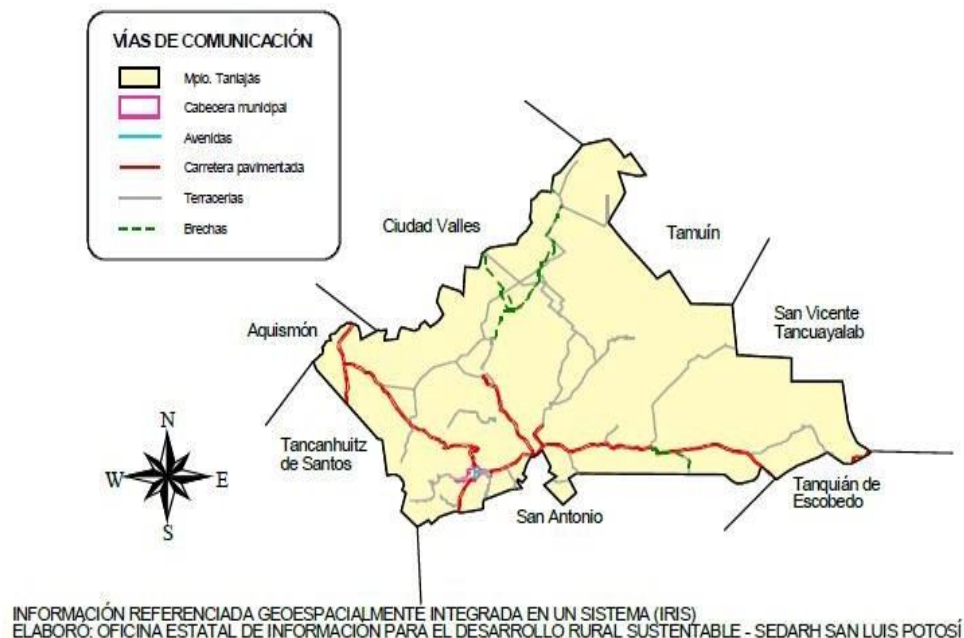 VÍAS DE COMUNICACIÓN
Mpio. Tanlajás
Cabecera municipal
Avenidas
Carretera pavimentada
Terracerías
Brechas
Ciudad Valles
Tamuín
San Vicente
Tancuayalab
Aquismón
Tancanhuitz
de Santos
San Antonio
Tanquián de
Escobedo
N
W
E
S
INFORMACIÓN REFERENCIADA GEOESPACIALMENTE INTEGRADA EN UN SISTEMA (IRIS)
ELABORÓ: OFICINA ESTATAL DE INFORMACIÓN PARA EL DESARROLLO RURAL SUSTENTABLE - SEDARH SAN LUIS POTOSÍ